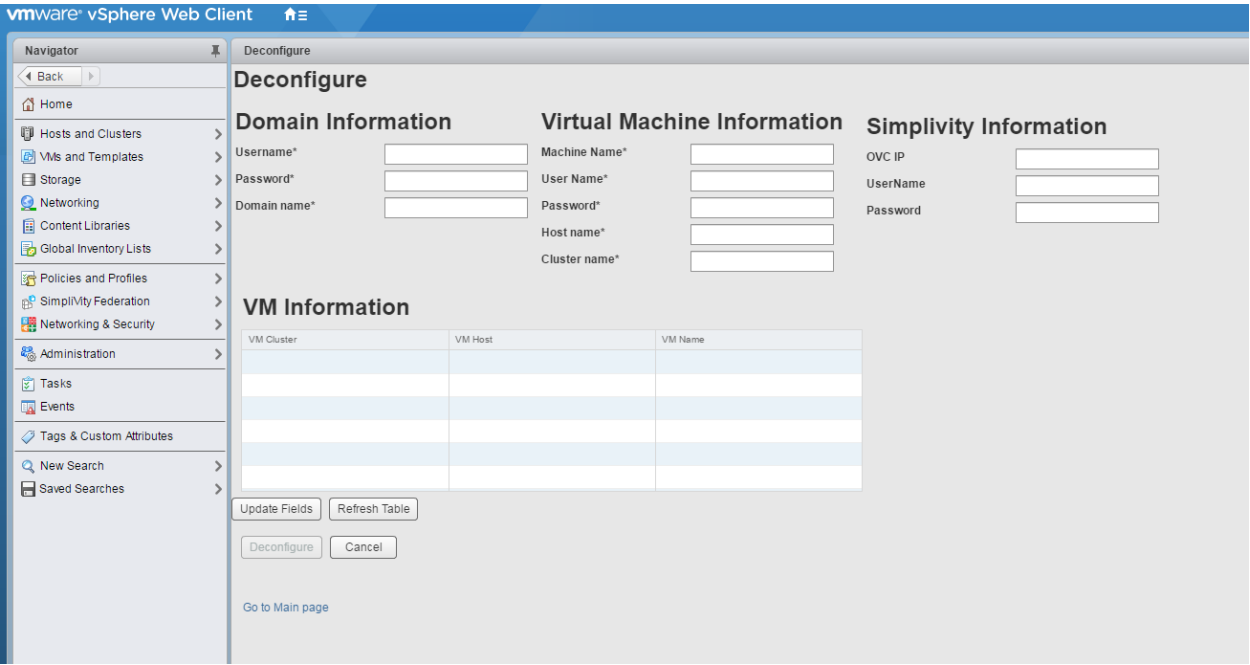 vmware® vSphere Web Client
Navigator
Back
Home
Hosts and Clusters
VMs and Templates
Storage
Networking
Content Libraries
Global Inventory Lists
Policies and Profiles
SimpliVity Federation
Networking & Security
Administration
Tasks
Events
Tags & Custom Attributes
New Search
Saved Searches
Deconfigure
Deconfigure
Domain Information
Username*
Password*
Domain name*
Virtual Machine Information
Machine Name*
User Name*
Password*
Host name*
Cluster name*
Simplivity Information
OVC IP
UserName
Password
VM Information
VM Cluster VM Host VM Name
Update Fields Refresh Table
Deconfigure Cancel
Go to Main page